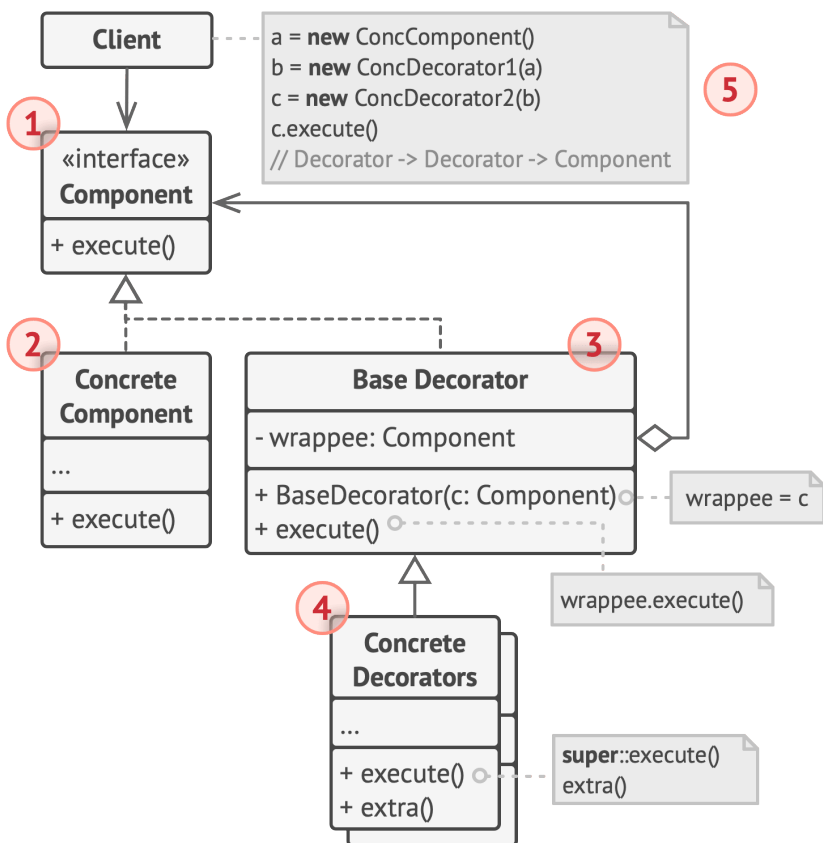 Client
a = new ConcComponent()
b = new ConcDecorator1(a)
c = new ConcDecorator2(b)
c.execute()
// Decorator -> Decorator -> Component
5
1
«interface»
Component
+ execute()
2
Concrete
Component
...
+ execute()
3
Base Decorator
- wrappee: Component
+ BaseDecorator(c: Component)
+ execute()
wrappee = c
wrappee.execute()
4
Concrete
Decorators
...
+ execute()
+ extra()
super::execute()
extra()